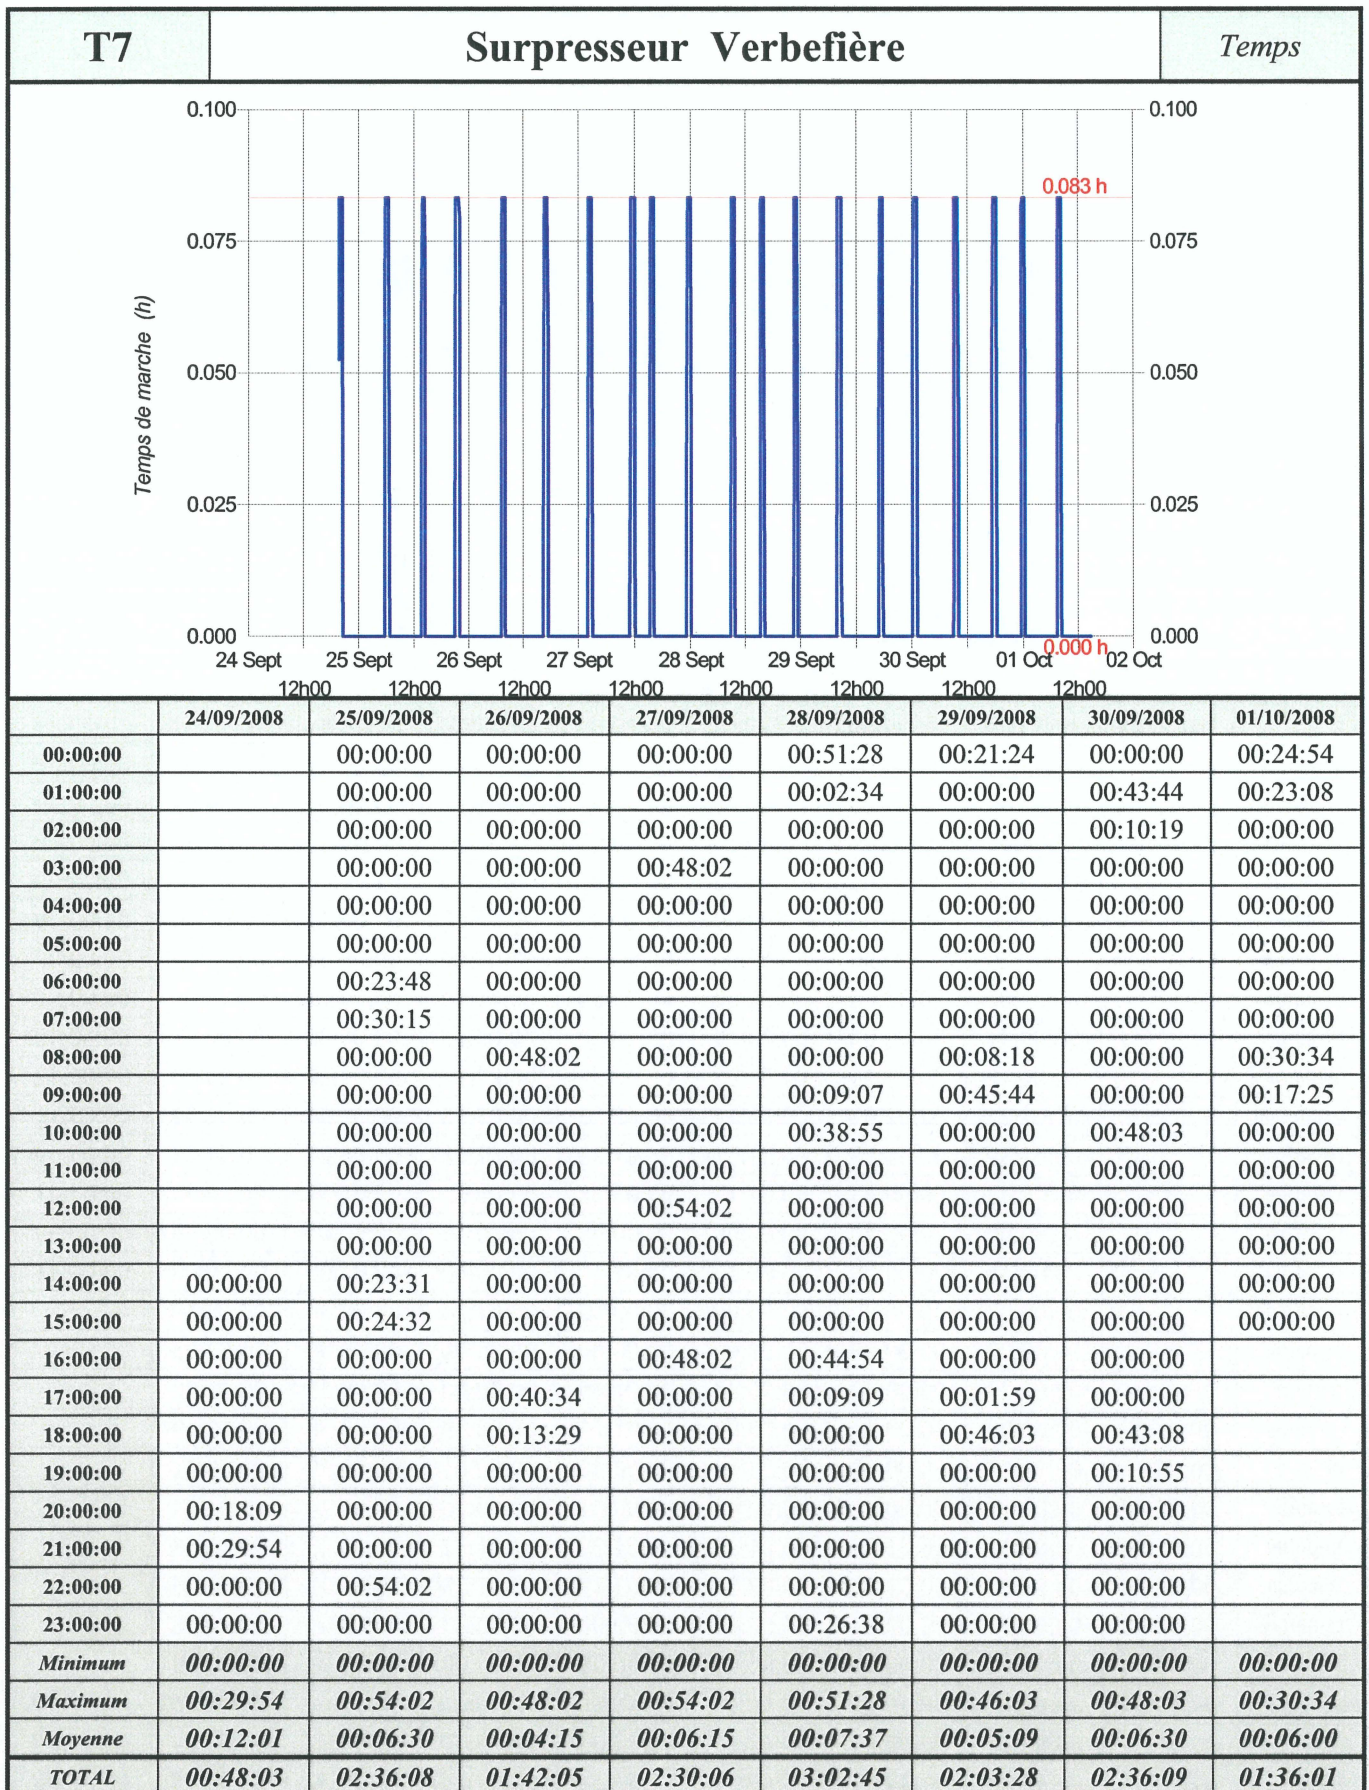 T7 Surpresseur Verbefière Temps
0.100 0.100
0.083 h
0.075 0.075
Temps de marche (h)
0.050 0.050
0.025 0.025
0.000 0.000
0.000 h
24 Sept 25 Sept 26 Sept 27 Sept 28 Sept 29 Sept 30 Sept 01 Oct 02 Oct
12h00 12h00 12h00 12h00 12h00 12h00 12h00 12h00
24/09/2008 25/09/2008 26/09/2008 27/09/2008 28/09/2008 29/09/2008 30/09/2008 01/10/2008
00:00:00 00:00:00 00:00:00 00:00:00 00:51:28 00:21:24 00:00:00 00:24:54
01:00:00 00:00:00 00:00:00 00:00:00 00:02:34 00:00:00 00:43:44 00:23:08
02:00:00 00:00:00 00:00:00 00:00:00 00:00:00 00:00:00 00:10:19 00:00:00
03:00:00 00:00:00 00:00:00 00:48:02 00:00:00 00:00:00 00:00:00 00:00:00
04:00:00 00:00:00 00:00:00 00:00:00 00:00:00 00:00:00 00:00:00 00:00:00
05:00:00 00:00:00 00:00:00 00:00:00 00:00:00 00:00:00 00:00:00 00:00:00
06:00:00 00:23:48 00:00:00 00:00:00 00:00:00 00:00:00 00:00:00 00:00:00
07:00:00 00:30:15 00:00:00 00:00:00 00:00:00 00:00:00 00:00:00 00:00:00
08:00:00 00:00:00 00:48:02 00:00:00 00:00:00 00:08:18 00:00:00 00:30:34
09:00:00 00:00:00 00:00:00 00:00:00 00:09:07 00:45:44 00:00:00 00:17:25
10:00:00 00:00:00 00:00:00 00:00:00 00:38:55 00:00:00 00:48:03 00:00:00
11:00:00 00:00:00 00:00:00 00:00:00 00:00:00 00:00:00 00:00:00 00:00:00
12:00:00 00:00:00 00:00:00 00:54:02 00:00:00 00:00:00 00:00:00 00:00:00
13:00:00 00:00:00 00:00:00 00:00:00 00:00:00 00:00:00 00:00:00 00:00:00
14:00:00 00:00:00 00:23:31 00:00:00 00:00:00 00:00:00 00:00:00 00:00:00 00:00:00
15:00:00 00:00:00 00:24:32 00:00:00 00:00:00 00:00:00 00:00:00 00:00:00 00:00:00
16:00:00 00:00:00 00:00:00 00:00:00 00:48:02 00:44:54 00:00:00 00:00:00
17:00:00 00:00:00 00:00:00 00:40:34 00:00:00 00:09:09 00:01:59 00:00:00
18:00:00 00:00:00 00:00:00 00:13:29 00:00:00 00:00:00 00:46:03 00:43:08
19:00:00 00:00:00 00:00:00 00:00:00 00:00:00 00:00:00 00:00:00 00:10:55
20:00:00 00:18:09 00:00:00 00:00:00 00:00:00 00:00:00 00:00:00 00:00:00
21:00:00 00:29:54 00:00:00 00:00:00 00:00:00 00:00:00 00:00:00 00:00:00
22:00:00 00:00:00 00:54:02 00:00:00 00:00:00 00:00:00 00:00:00 00:00:00
23:00:00 00:00:00 00:00:00 00:00:00 00:00:00 00:26:38 00:00:00 00:00:00
Minimum 00:00:00 00:00:00 00:00:00 00:00:00 00:00:00 00:00:00 00:00:00 00:00:00
Maximum 00:29:54 00:54:02 00:48:02 00:54:02 00:51:28 00:46:03 00:48:03 00:30:34
Moyenne 00:12:01 00:06:30 00:04:15 00:06:15 00:07:37 00:05:09 00:06:30 00:06:00
TOTAL 00:48:03 02:36:08 01:42:05 02:30:06 03:02:45 02:03:28 02:36:09 01:36:01